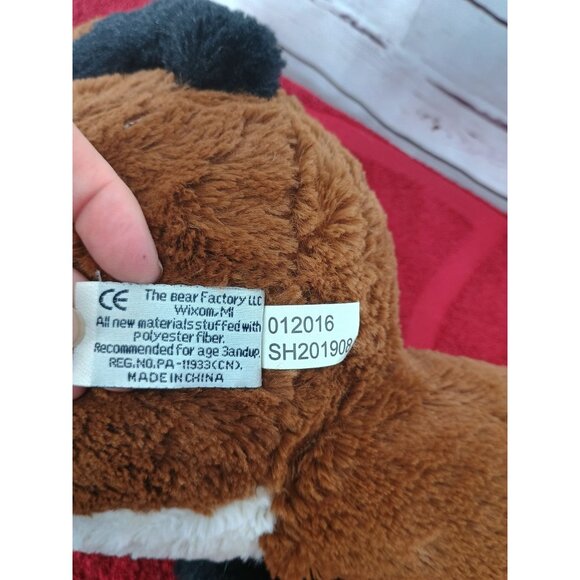 CE The Bear Factory LLC
Wixom, MI
All new materials stuffed with
polyester fiber.
Recommended for age 3andup.
REG.NO.PA-11933(CN).
MADE IN CHINA
012016
SH201908